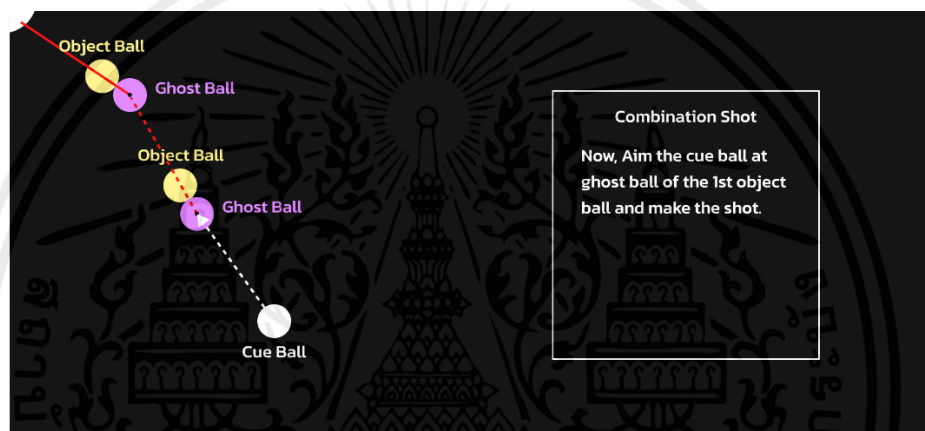 Object Ball
Ghost Ball
Object Ball
Ghost Ball
Cue Ball
Combination Shot
Now, Aim the cue ball at
ghost ball of the 1st object
ball and make the shot.